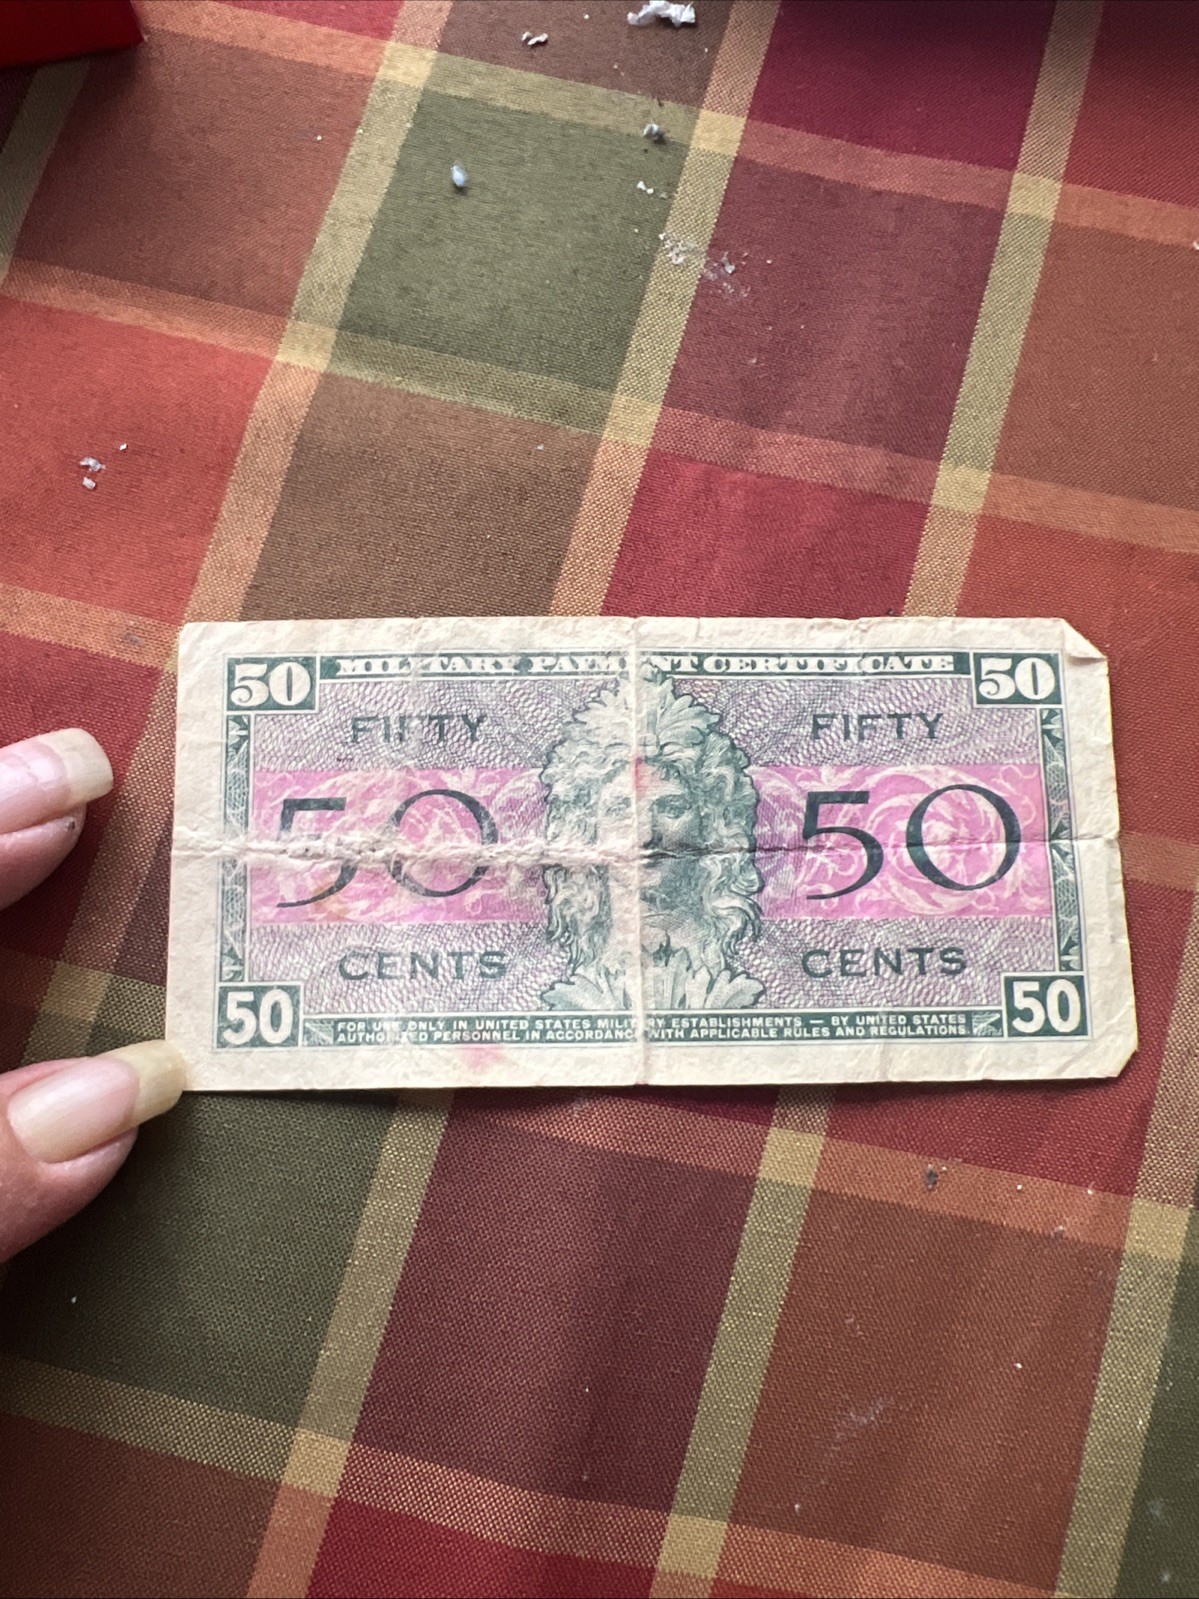 50 MILITARY PAYMENT CERTIFICATE 50
FIFTY FIFTY
50 50
CENTS CENTS
50 50
FOR USE ONLY IN UNITED STATES MILITARY ESTABLISHMENTS — BY UNITED STATES
AUTHORIZED PERSONNEL IN ACCORDANCE WITH APPLICABLE RULES AND REGULATIONS.